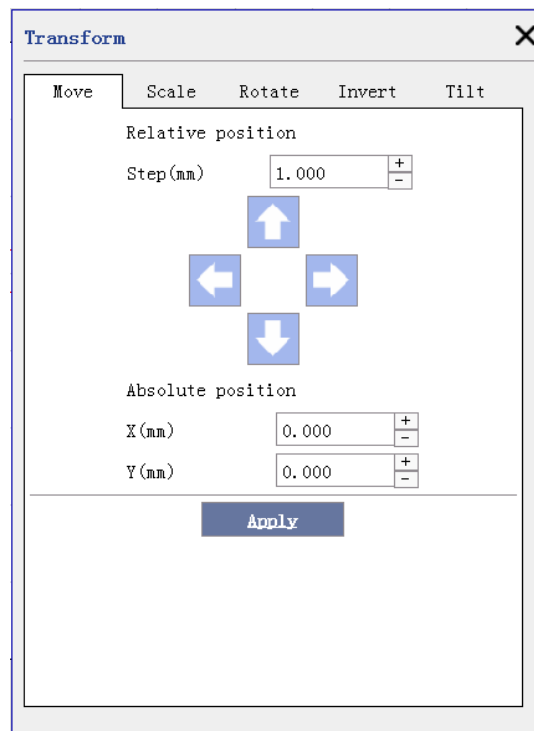 Transform
Move Scale Rotate Invert Tilt
Relative position
Step(mm) 1.000 + -
Absolute position
X(mm) 0.000 + -
Y(mm) 0.000 + -
Apply